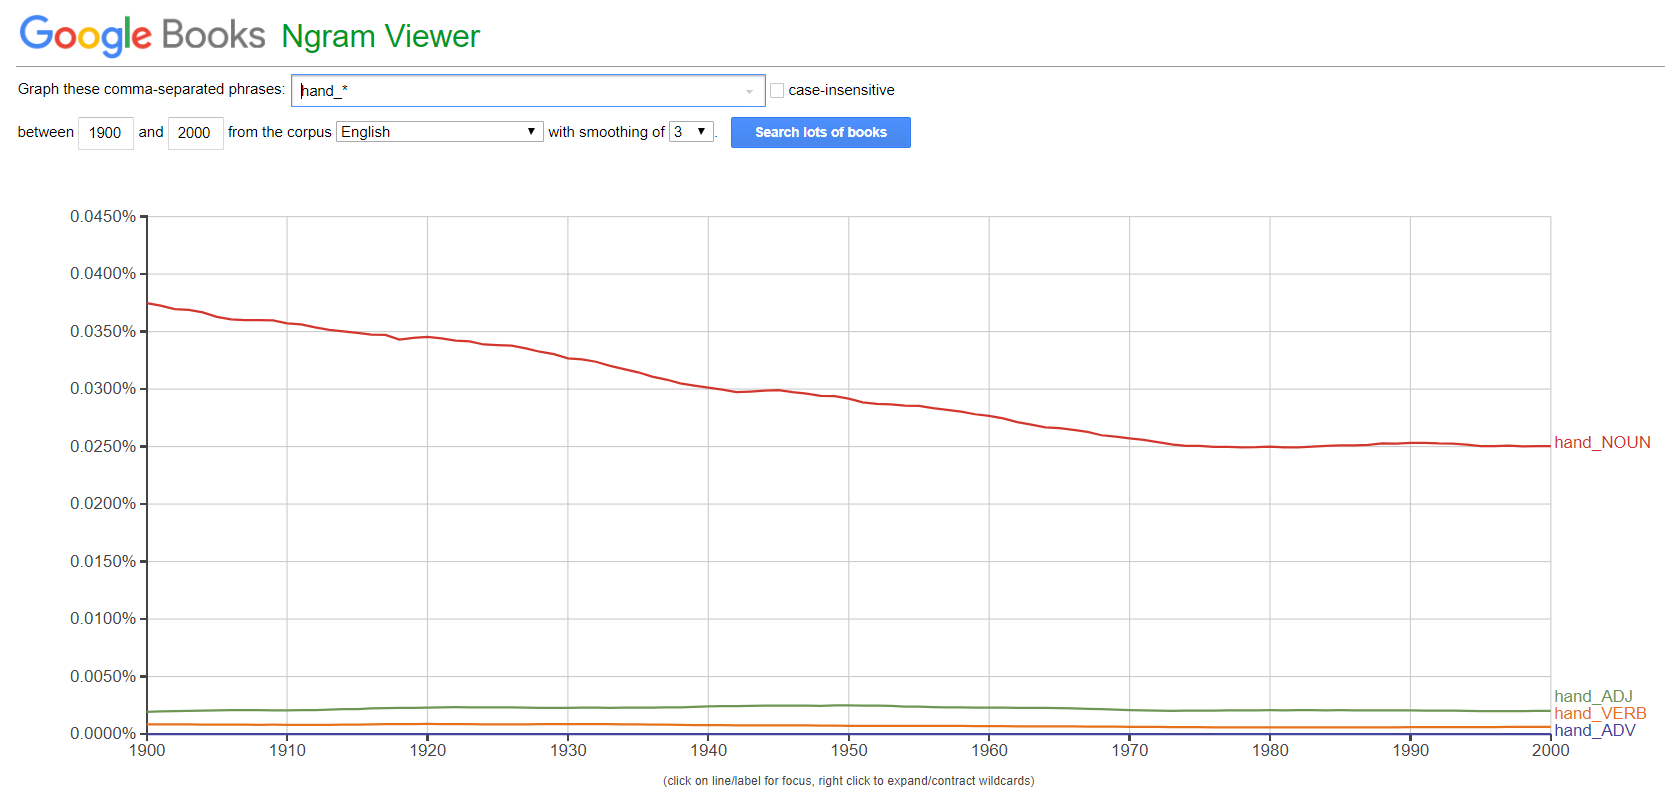 Google Books Ngram Viewer
Graph these comma-separated phrases: hand_* case-insensitive
between 1900 and 2000 from the corpus English with smoothing of 3 . Search lots of books
0.0450%
0.0400%
0.0350%
0.0300%
0.0250%
hand_NOUN
0.0200%
0.0150%
0.0100%
0.0050%
hand_ADJ
hand_VERB
0.0000%
hand_ADV
1900 1910 1920 1930 1940 1950 1960 1970 1980 1990 2000
(click on line/label for focus, right click to expand/contract wildcards)